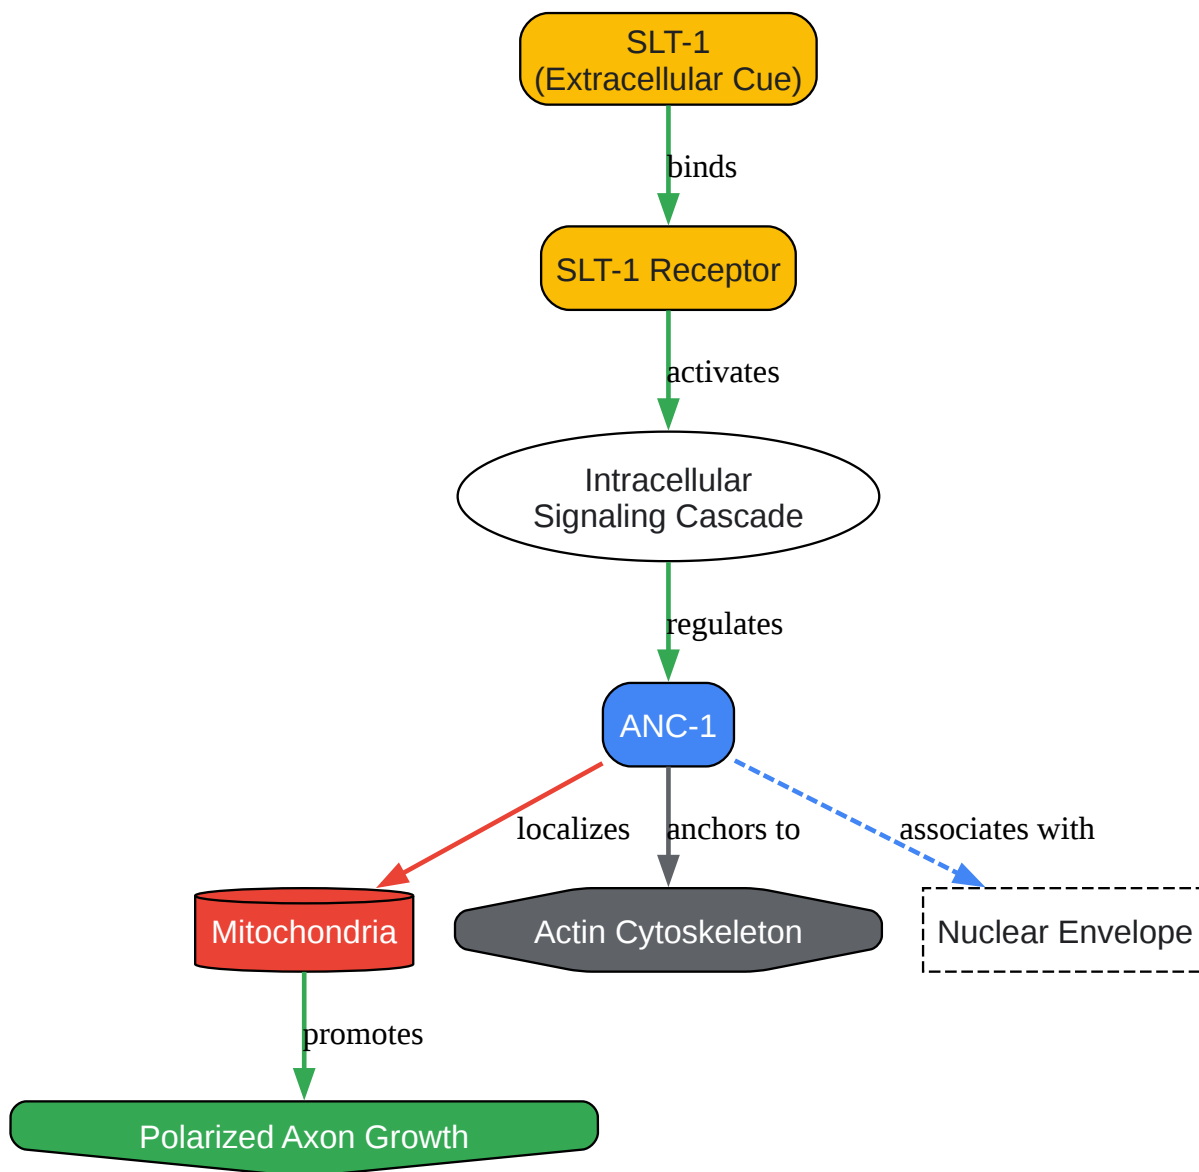 SLT-1
(Extracellular Cue)
binds
SLT-1 Receptor
activates
Intracellular
Signaling Cascade
regulates
ANC-1
localizes
anchors to
associates with
Mitochondria
Actin Cytoskeleton
Nuclear Envelope
promotes
Polarized Axon Growth